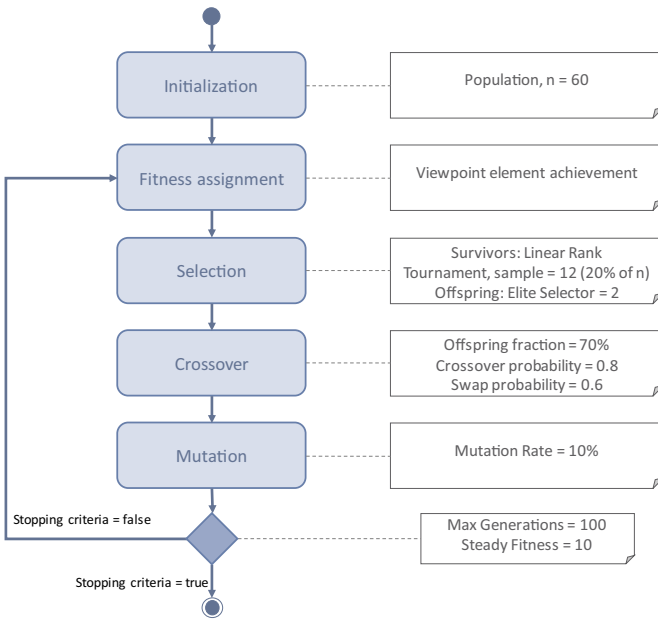 Initialization
Population, n = 60
Fitness assignment
Viewpoint element achievement
Selection
Survivors: Linear Rank
Tournament, sample = 12 (20% of n)
Offspring: Elite Selector = 2
Crossover
Offspring fraction = 70%
Crossover probability = 0.8
Swap probability = 0.6
Mutation
Mutation Rate = 10%
Stopping criteria = false
Max Generations = 100
Steady Fitness = 10
Stopping criteria = true